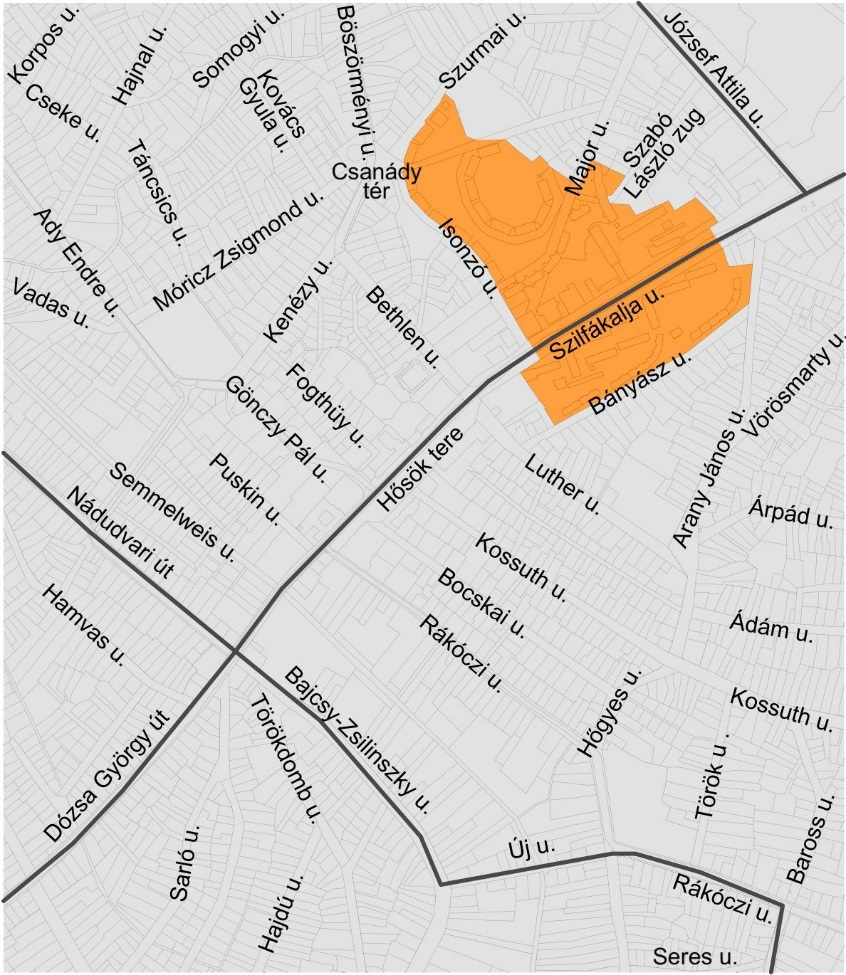 Korpos u.
Hajnal u.
Somogyi u.
Böszörményi u.
Szurmai u.
József Attila u.
Cseke u.
Kovács
Gyula u.
Táncsics u.
Csanády
tér
Major u.
Szabó
László zug
Ady Endre u.
Móricz Zsigmond u.
Isonzó u.
Vadas u.
Kenézy u.
Bethlen u.
Szilfákalja u.
Bányász u.
Vörösmarty u.
Gönczy Pál u.
Fogthüy u.
Arany János u.
Hősök tere
Luther u.
Puskin u.
Semmelweis u.
Nádudvari út
Árpád u.
Kossuth u.
Bocskai u.
Rákóczi u.
Ádám u.
Hamvas u.
Hőgyes u.
Kossuth u.
Bajcsy-Zsilinszky u.
Törökdomb u.
Dózsa György út
Török u.
Baross u.
Sarló u.
Új u.
Hajdú u.
Rákóczi u.
Seres u.